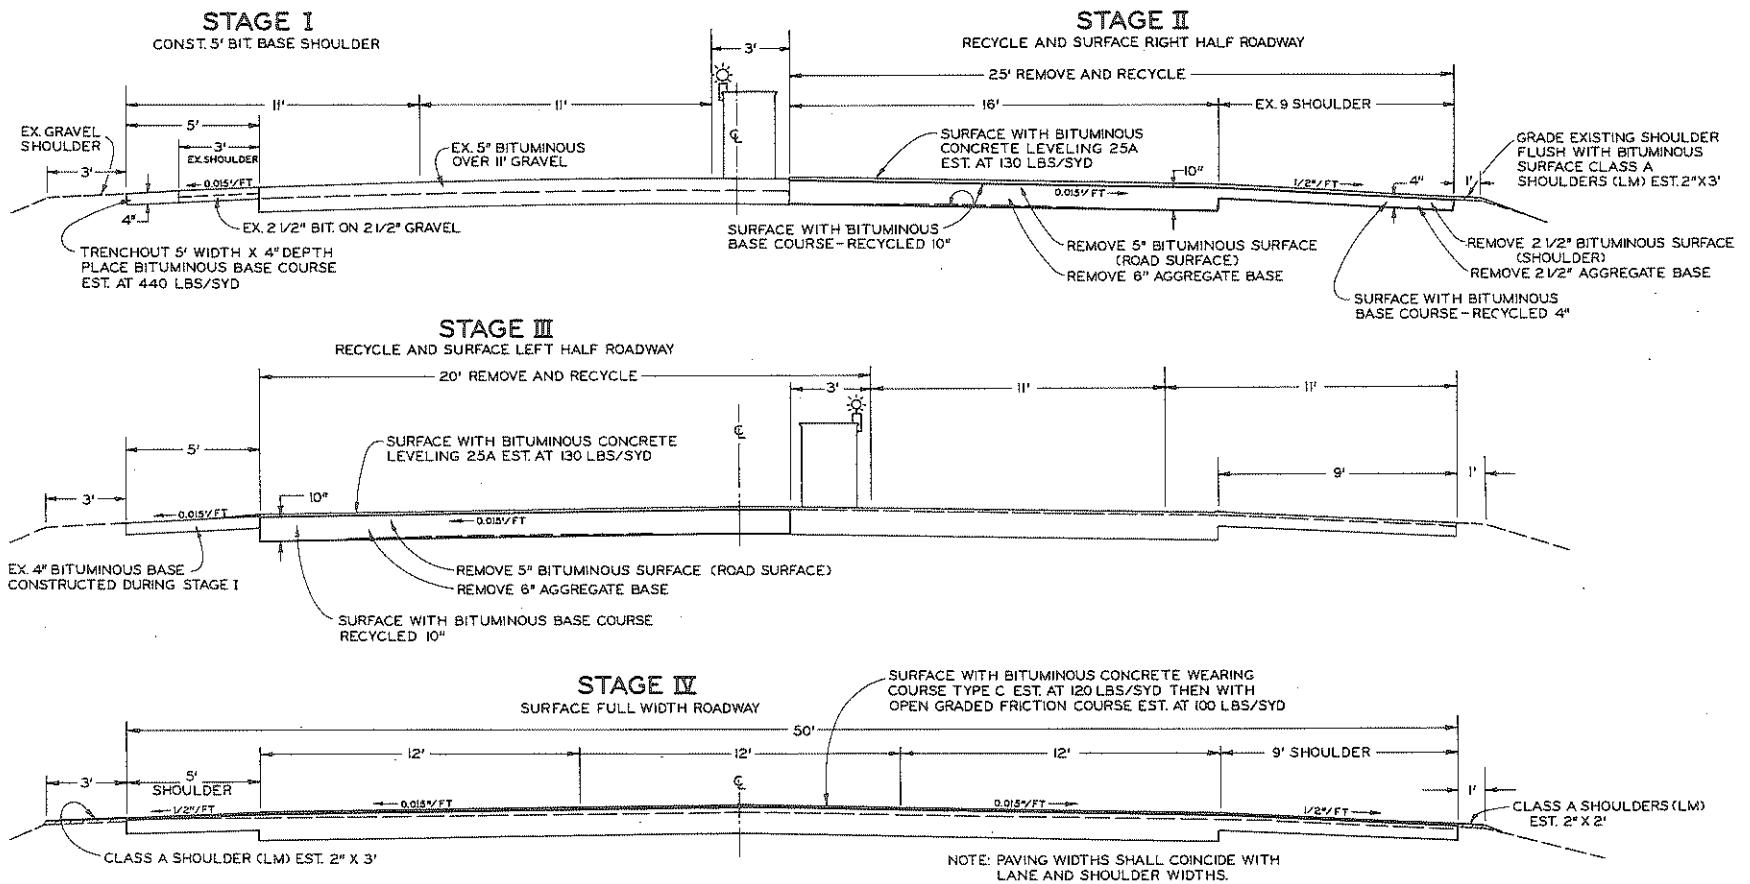 STAGE I
CONST. 5' BIT. BASE SHOULDER
STAGE II
RECYCLE AND SURFACE RIGHT HALF ROADWAY
3'
25' REMOVE AND RECYCLE
11'
11'
16'
EX. 9 SHOULDER
5'
EX. GRAVEL
SHOULDER
3'
3'
EX. SHOULDER
0.015'/FT
4"
EX. 5" BITUMINOUS
OVER 11' GRAVEL
EX. 2 1/2" BIT. ON 2 1/2" GRAVEL
TRENCHOUT 5' WIDTH X 4" DEPTH
PLACE BITUMINOUS BASE COURSE
EST. AT 440 LBS/SYD
℄
SURFACE WITH BITUMINOUS
CONCRETE LEVELING 25A
EST. AT 130 LBS/SYD
0.015'/FT
10"
1/2"/FT
4"
1'
GRADE EXISTING SHOULDER
FLUSH WITH BITUMINOUS
SURFACE CLASS A
SHOULDERS (LM) EST. 2"X3'
SURFACE WITH BITUMINOUS
BASE COURSE-RECYCLED 10"
REMOVE 5" BITUMINOUS SURFACE
(ROAD SURFACE)
REMOVE 6" AGGREGATE BASE
REMOVE 2 1/2" BITUMINOUS SURFACE
(SHOULDER)
REMOVE 2 1/2" AGGREGATE BASE
SURFACE WITH BITUMINOUS
BASE COURSE-RECYCLED 4"
STAGE III
RECYCLE AND SURFACE LEFT HALF ROADWAY
20' REMOVE AND RECYCLE
3'
11'
11'
5'
SURFACE WITH BITUMINOUS CONCRETE
LEVELING 25A EST. AT 130 LBS/SYD
℄
9'
1'
3'
10"
0.015'/FT
0.015'/FT
EX. 4" BITUMINOUS BASE
CONSTRUCTED DURING STAGE I
REMOVE 5" BITUMINOUS SURFACE (ROAD SURFACE)
REMOVE 6" AGGREGATE BASE
SURFACE WITH BITUMINOUS BASE COURSE
RECYCLED 10"
STAGE IV
SURFACE FULL WIDTH ROADWAY
SURFACE WITH BITUMINOUS CONCRETE WEARING
COURSE TYPE C EST. AT 120 LBS/SYD THEN WITH
OPEN GRADED FRICTION COURSE EST. AT 100 LBS/SYD
50'
12'
12'
12'
9' SHOULDER
3'
5'
SHOULDER
℄
1'
1/2"/FT
0.015"/FT
0.015"/FT
1/2"/FT
CLASS A SHOULDERS (LM)
EST. 2" X 2'
CLASS A SHOULDER (LM) EST. 2" X 3'
NOTE: PAVING WIDTHS SHALL COINCIDE WITH
LANE AND SHOULDER WIDTHS.